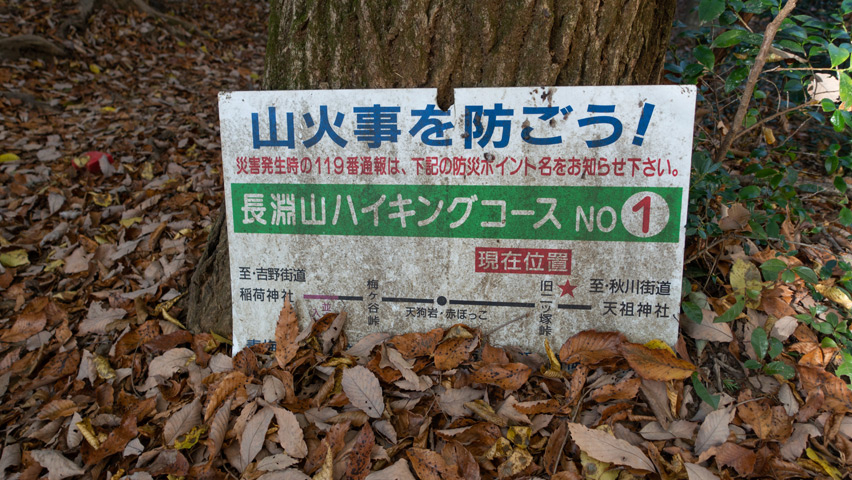 山火事を防ごう!
災害発生時の119番通報は、下記の防災ポイント名をお知らせ下さい。
長淵山ハイキングコース NO 1
現在位置
至・吉野街道
稲荷神社
梅ヶ谷峠
天狗岩・赤ぼっこ
旧二ツ塚峠
至・秋川街道
天祖神社